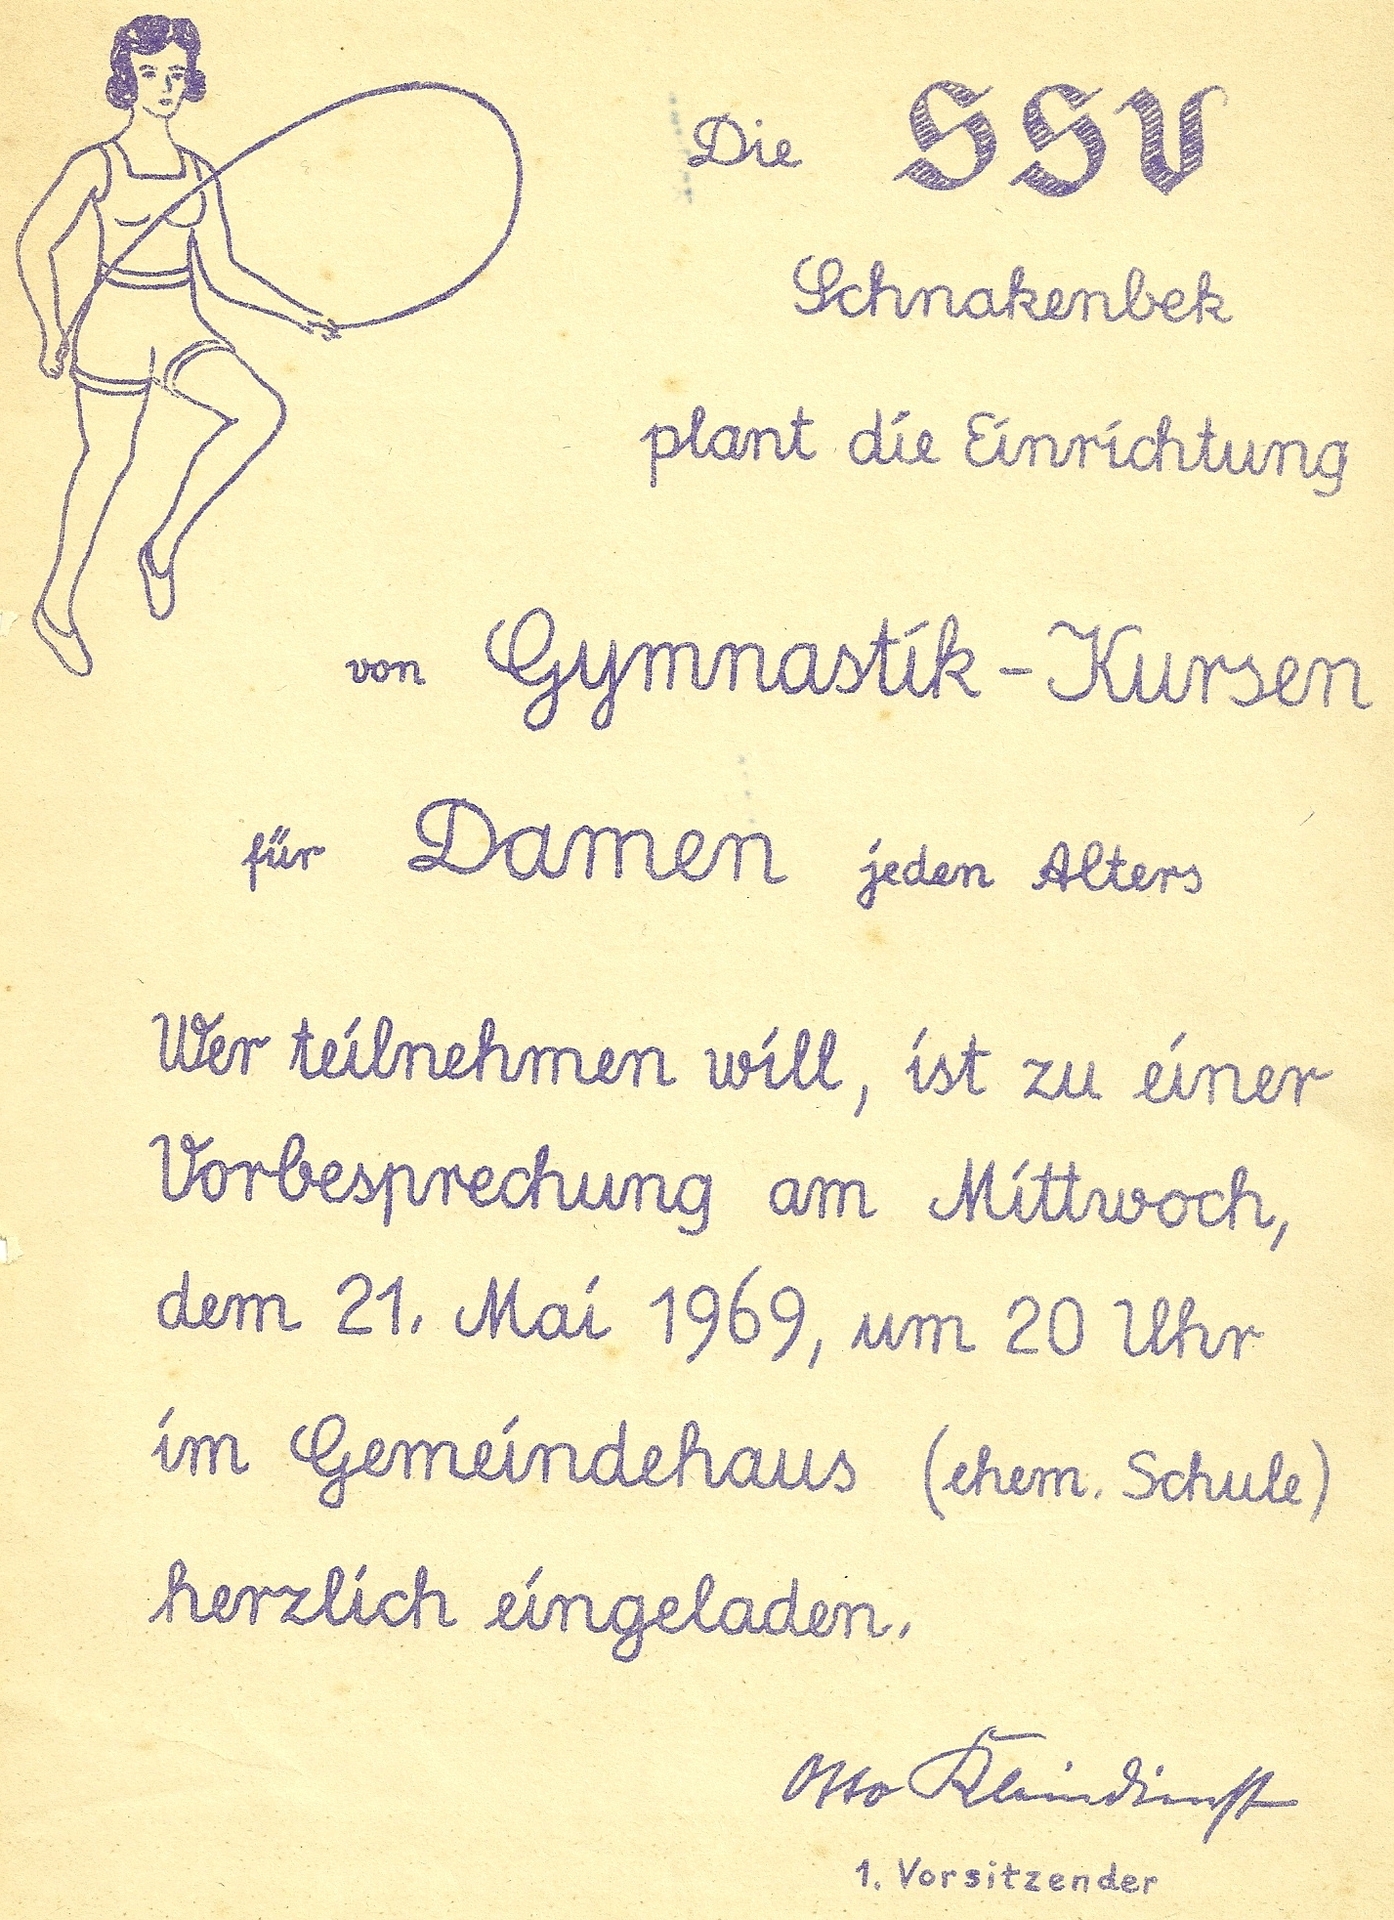 Die SSV
Schnakenbek
plant die Einrichtung
von Gymnastik-Kursen
für Damen jeden Alters
Wer teilnehmen will, ist zu einer
Vorbesprechung am Mittwoch,
dem 21. Mai 1969, um 20 Uhr
im Gemeindehaus (ehem. Schule)
herzlich eingeladen.
Otto Kleindienst
1. Vorsitzender